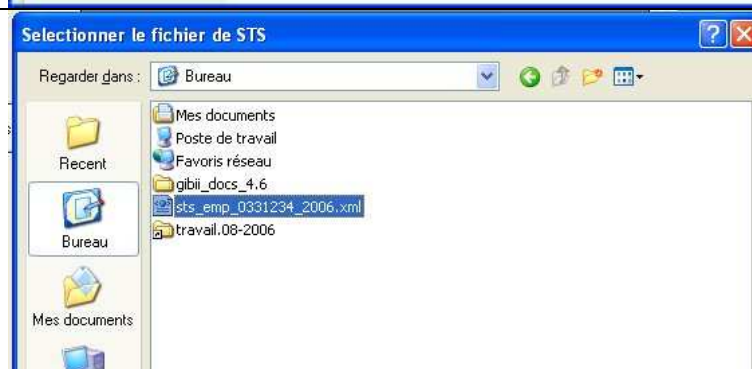 Selectionner le fichier de STS
Regarder dans :
Bureau
Mes documents
Poste de travail
Favoris réseau
gibii_docs_4.6
sts_emp_0331234_2006.xml
travail.08-2006
Recent
Bureau
Mes documents